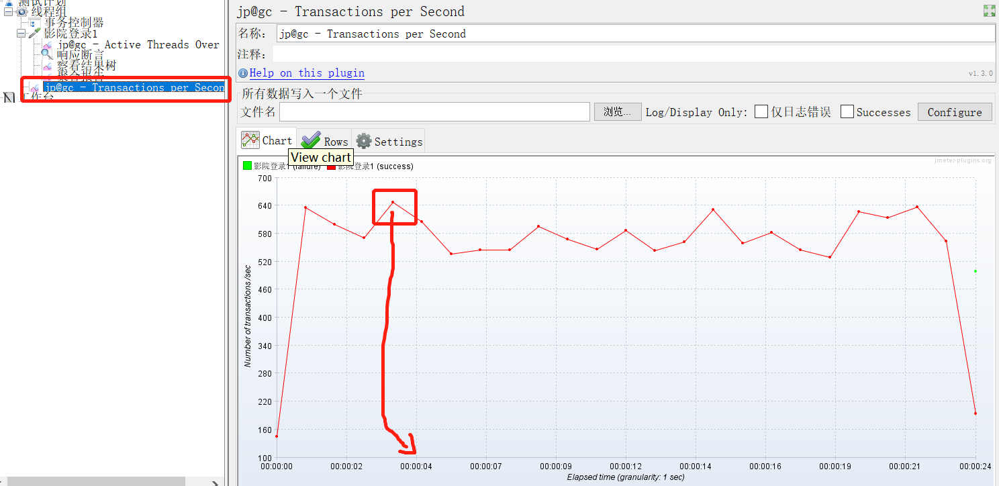 测试计划
线程组
事务控制器
影院登录1
jp@gc - Active Threads Over
响应断言
察看结果树
聚合报告
jp@gc - Transactions per Secon
工作台
jp@gc - Transactions per Second
名称： jp@gc - Transactions per Second
注释：
Help on this plugin
v1.3.0
所有数据写入一个文件
文件名 浏览... Log/Display Only: 仅日志错误 Successes Configure
Chart Rows Settings
View chart
jmeter-plugins.org
影院登录1 (failure) 影院登录1 (success)
700
640
580
520
460
400
340
280
220
160
100
Number of transactions /sec
00:00:00 00:00:02 00:00:04 00:00:07 00:00:09 00:00:12 00:00:14 00:00:16 00:00:19 00:00:21 00:00:24
Elapsed time (granularity: 1 sec)